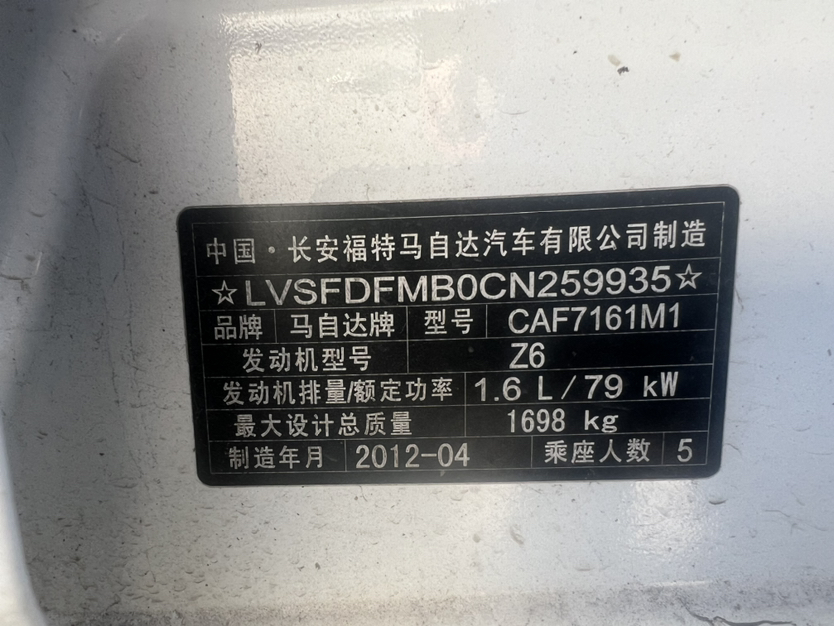 中国·长安福特马自达汽车有限公司制造
☆LVSFDFMB0CN259935☆
品牌 马自达牌 型号 CAF7161M1
发动机型号 Z6
发动机排量/额定功率 1.6 L/79 kW
最大设计总质量 1698 kg
制造年月 2012-04 乘座人数 5